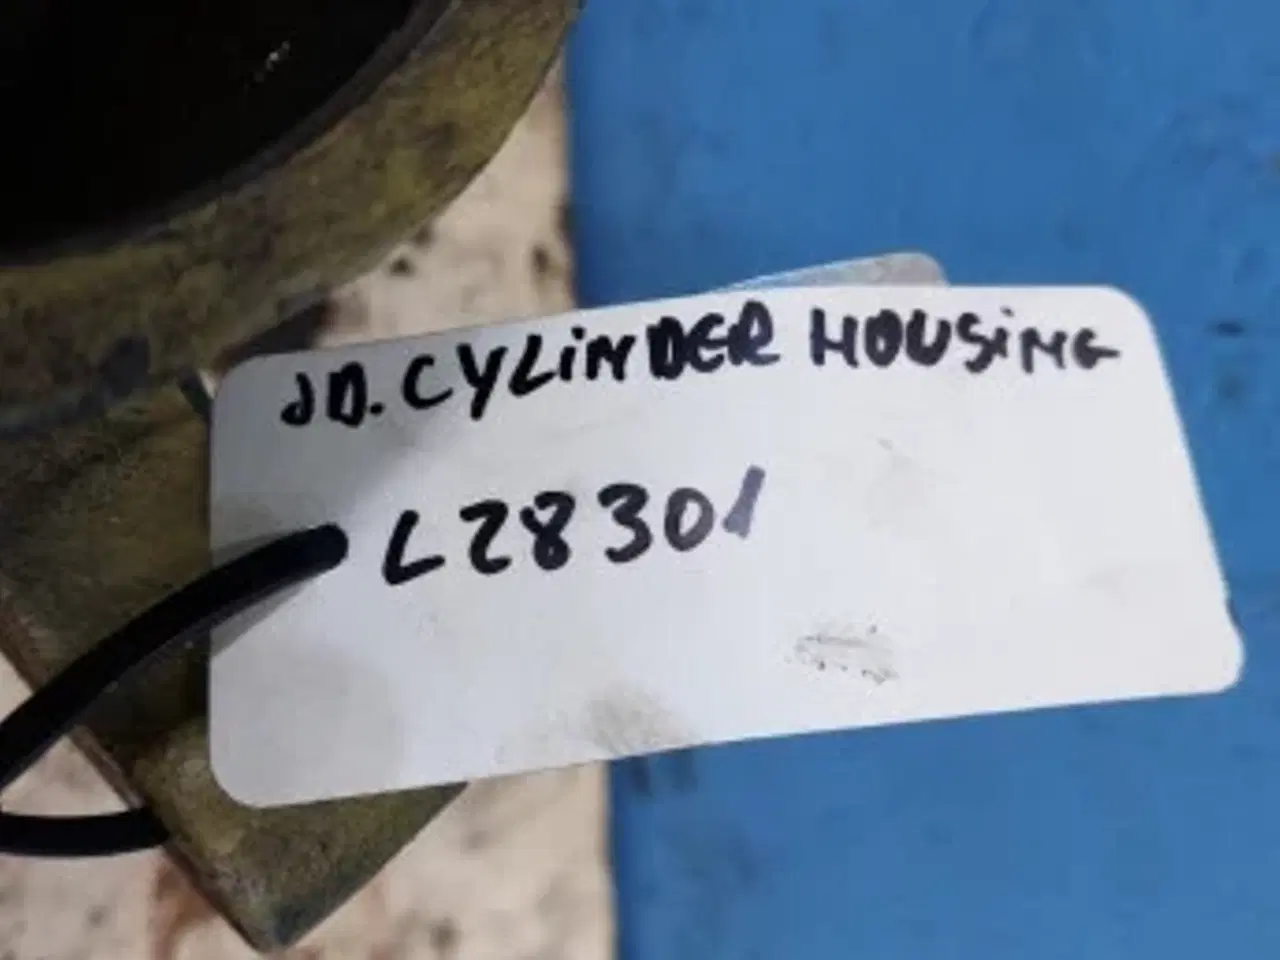 JD. CYLiNDER HOUSiNG
L28301